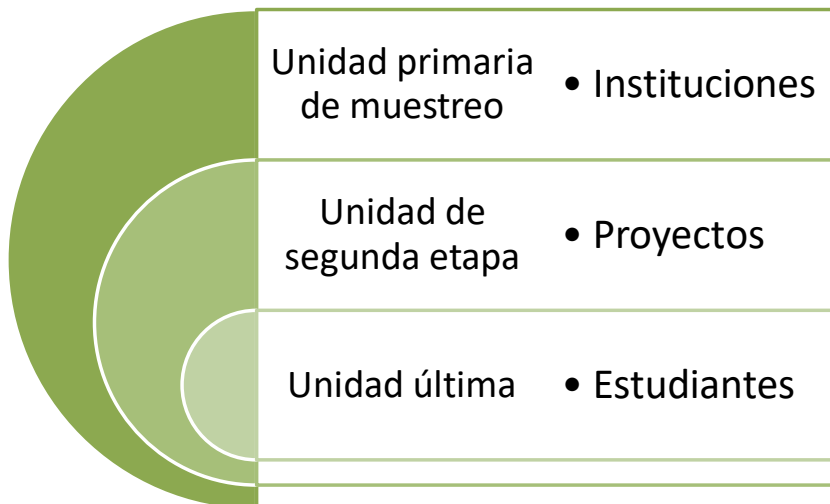 Unidad primaria
de muestreo
• Instituciones
Unidad de
segunda etapa
• Proyectos
Unidad última
• Estudiantes